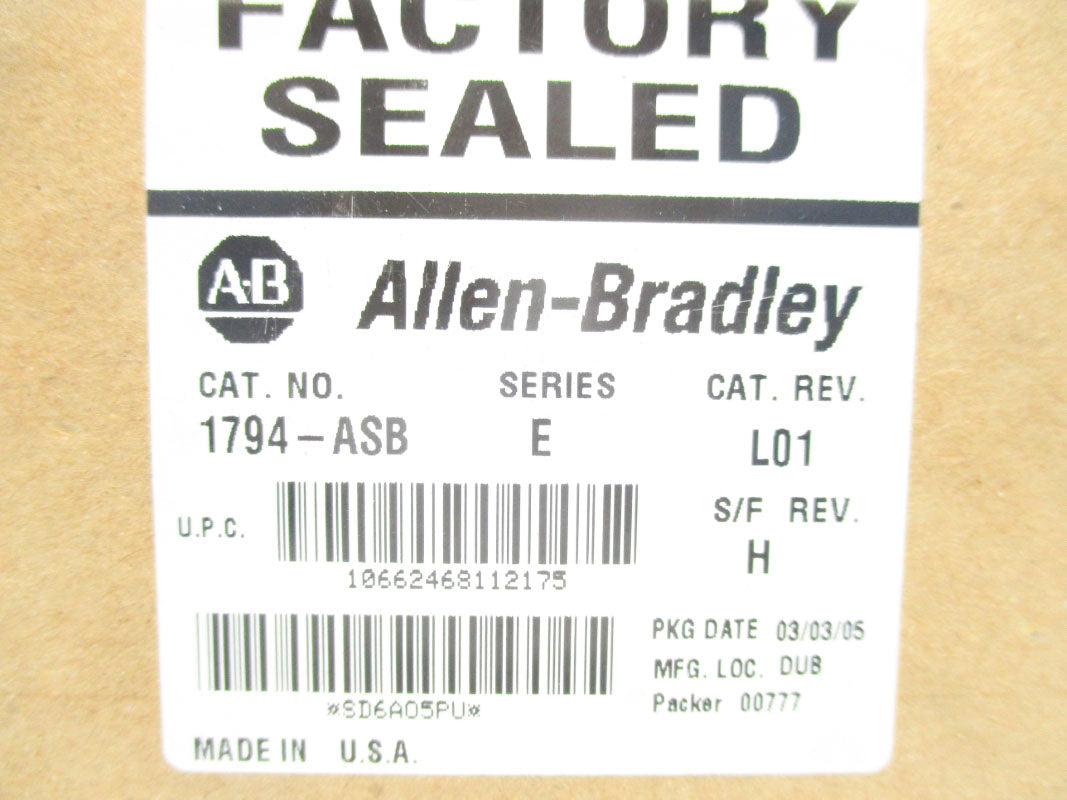 FACTORY
SEALED
A-B Allen-Bradley
CAT. NO. SERIES CAT. REV.
1794-ASB E L01
S/F REV.
H
U.P.C.
10662468112175
PKG DATE 03/03/05
MFG. LOC. DUB
Packer 00777
*SD6A05PU*
MADE IN U.S.A.